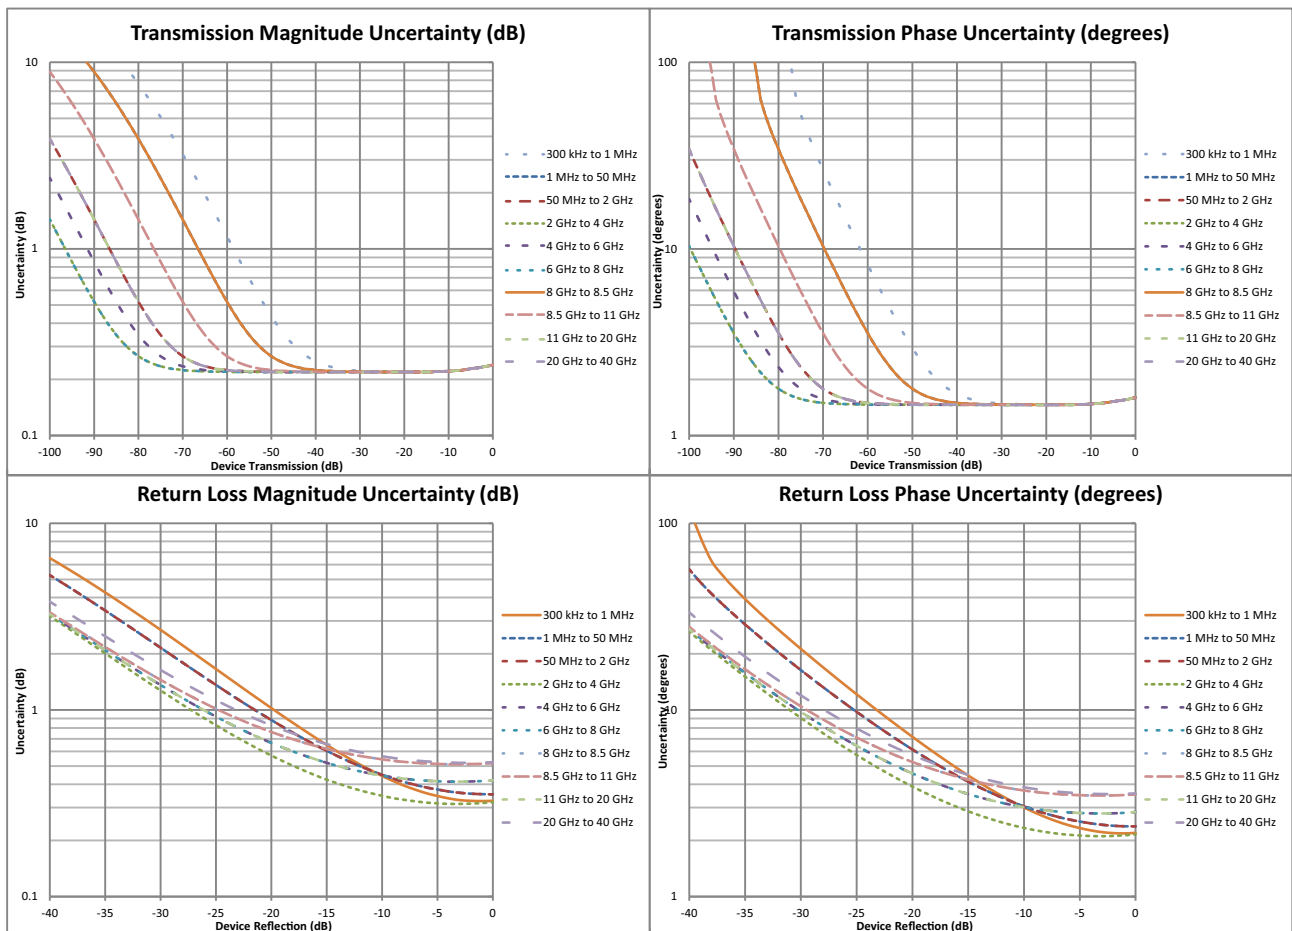 Transmission Magnitude Uncertainty (dB)
10
1
0.1
Uncertainty (dB)
-100 -90 -80 -70 -60 -50 -40 -30 -20 -10 0
Device Transmission (dB)
300 kHz to 1 MHz
1 MHz to 50 MHz
50 MHz to 2 GHz
2 GHz to 4 GHz
4 GHz to 6 GHz
6 GHz to 8 GHz
8 GHz to 8.5 GHz
8.5 GHz to 11 GHz
11 GHz to 20 GHz
20 GHz to 40 GHz
Transmission Phase Uncertainty (degrees)
100
10
1
Uncertainty (degrees)
-100 -90 -80 -70 -60 -50 -40 -30 -20 -10 0
Device Transmission (dB)
300 kHz to 1 MHz
1 MHz to 50 MHz
50 MHz to 2 GHz
2 GHz to 4 GHz
4 GHz to 6 GHz
6 GHz to 8 GHz
8 GHz to 8.5 GHz
8.5 GHz to 11 GHz
11 GHz to 20 GHz
20 GHz to 40 GHz
Return Loss Magnitude Uncertainty (dB)
10
1
0.1
Uncertainty (dB)
-40 -35 -30 -25 -20 -15 -10 -5 0
Device Reflection (dB)
300 kHz to 1 MHz
1 MHz to 50 MHz
50 MHz to 2 GHz
2 GHz to 4 GHz
4 GHz to 6 GHz
6 GHz to 8 GHz
8 GHz to 8.5 GHz
8.5 GHz to 11 GHz
11 GHz to 20 GHz
20 GHz to 40 GHz
Return Loss Phase Uncertainty (degrees)
100
10
1
Uncertainty (degrees)
-40 -35 -30 -25 -20 -15 -10 -5 0
Device Reflection (dB)
300 kHz to 1 MHz
1 MHz to 50 MHz
50 MHz to 2 GHz
2 GHz to 4 GHz
4 GHz to 6 GHz
6 GHz to 8 GHz
8 GHz to 8.5 GHz
8.5 GHz to 11 GHz
11 GHz to 20 GHz
20 GHz to 40 GHz